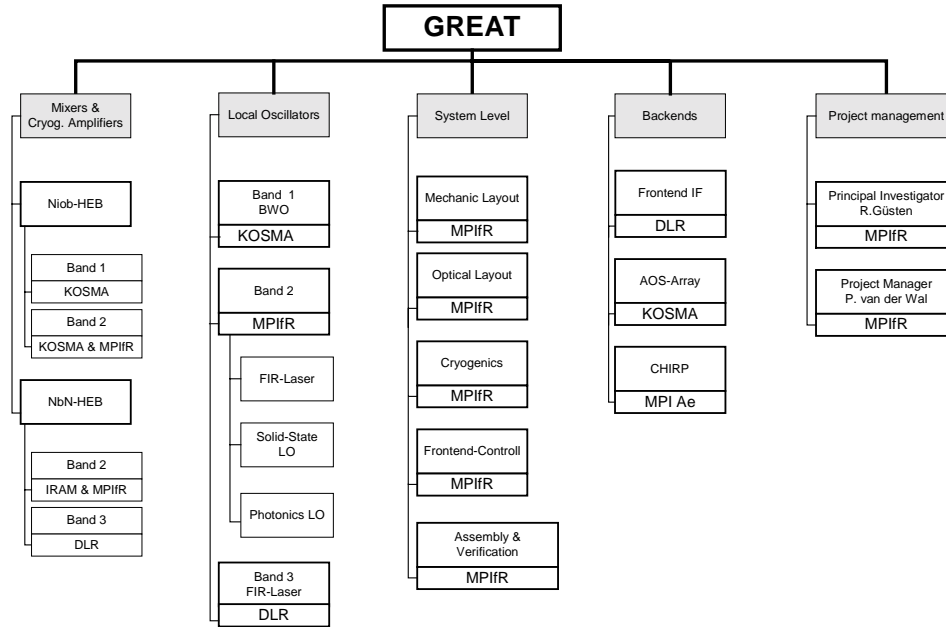 GREAT
Mixers &
Cryog. Amplifiers
Niob-HEB
Band 1
KOSMA
Band 2
KOSMA & MPIfR
NbN-HEB
Band 2
IRAM & MPIfR
Band 3
DLR
Local Oscillators
Band 1
BWO
KOSMA
Band 2
MPIfR
FIR-Laser
Solid-State
LO
Photonics LO
Band 3
FIR-Laser
DLR
System Level
Mechanic Layout
MPIfR
Optical Layout
MPIfR
Cryogenics
MPIfR
Frontend-Controll
MPIfR
Assembly &
Verification
MPIfR
Backends
Frontend IF
DLR
AOS-Array
KOSMA
CHIRP
MPI Ae
Project management
Principal Investigator
R.Güsten
MPIfR
Project Manager
P. van der Wal
MPIfR